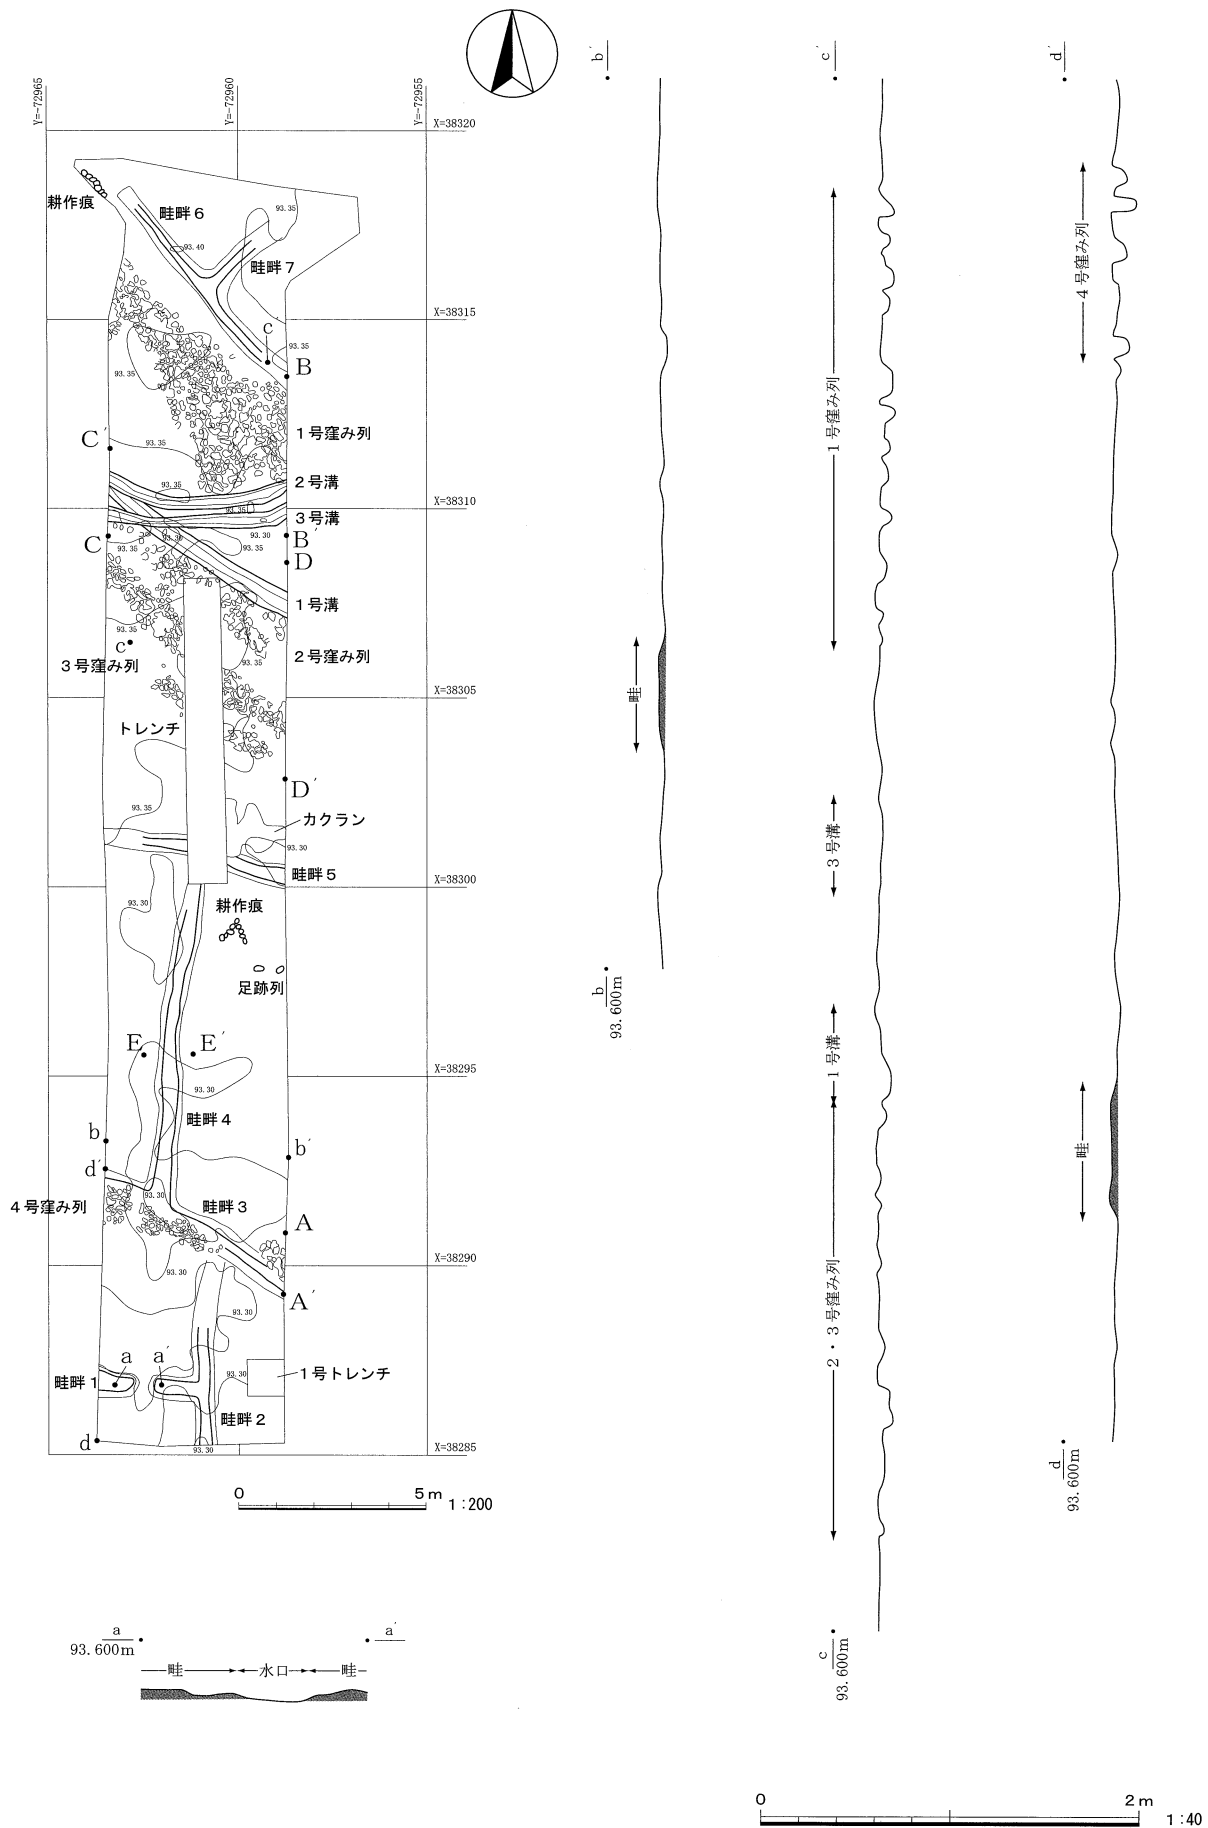 Y=-72965
Y=-72960
Y=-72955
X=38320
耕作痕
畦畔6
93.35
93.40
畦畔7
X=38315
c
93.35
B
93.35
1号窪み列
C′
93.35
2号溝
93.35
X=38310
93.35
3号溝
93.30
93.30
B′
C
93.35
93.35
D
1号溝
93.35
c
2号窪み列
93.35
3号窪み列
X=38305
トレンチ
D′
93.35
カクラン
93.30
畦畔5
X=38300
93.30
耕作痕
足跡列
E
E′
X=38295
93.30
畦畔4
b
b′
d′
93.30
4号窪み列
畦畔3
A
X=38290
93.30
A′
93.30
a
a′
93.30
1号トレンチ
畦畔1
畦畔2
d
93.30
X=38285
0
5m
1:200
a
93.600m
a′
畦
水口
畦
b′
畦
b
93.600m
c′
1号窪み列
3号溝
1号溝
2・3号窪み列
c
93.600m
d′
4号窪み列
畦
d
93.600m
0
2m
1:40